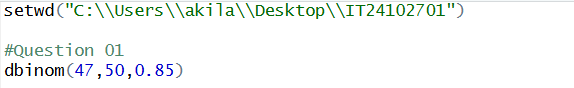 setwd("C:\\Users\\akila\\Desktop\\IT24102701")
#Question 01
dbinom(47,50,0.85)